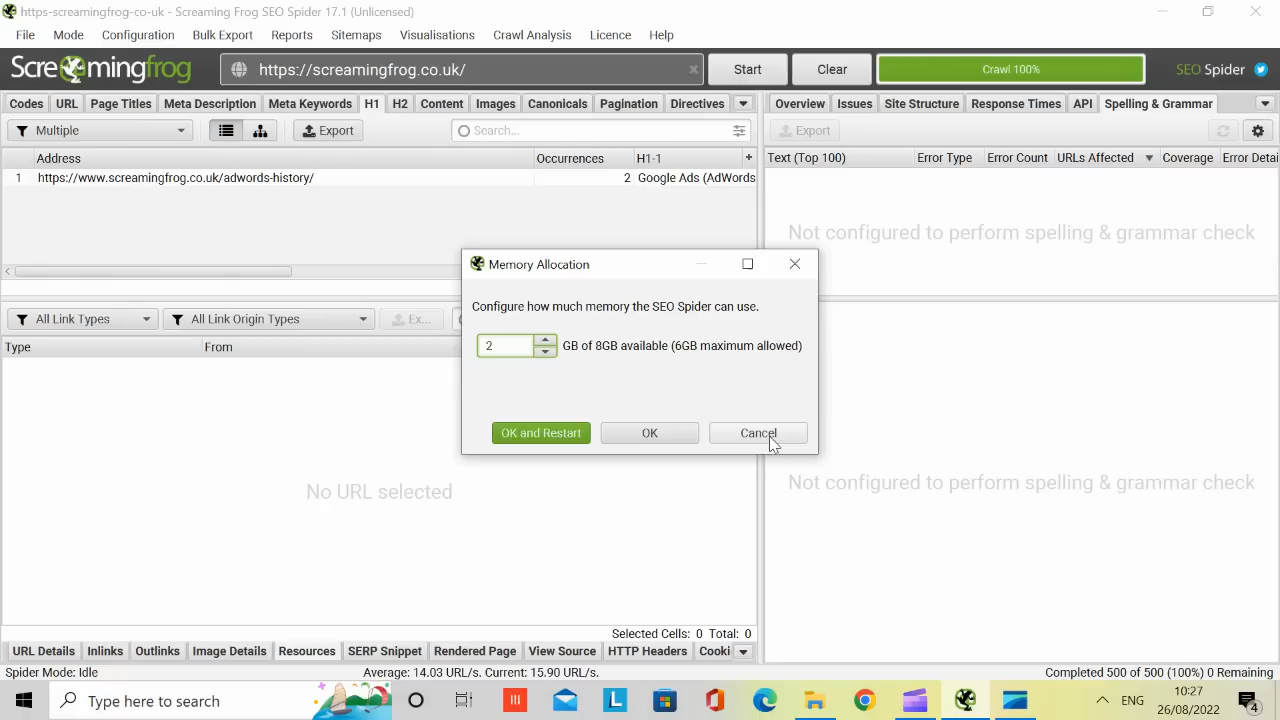 https-screamingfrog-co-uk - Screaming Frog SEO Spider 17.1 (Unlicensed)
File Mode Configuration Bulk Export Reports Sitemaps Visualisations Crawl Analysis Licence Help
Screamingfrog https://screamingfrog.co.uk/ Start Clear Crawl 100% SEO Spider
Codes URL Page Titles Meta Description Meta Keywords H1 H2 Content Images Canonicals Pagination Directives Overview Issues Site Structure Response Times API Spelling & Grammar
Multiple Export Search... Export
Address Occurrences H1-1 + Text (Top 100) Error Type Error Count URLs Affected Coverage Error Detai
1 https://www.screamingfrog.co.uk/adwords-history/ 2 Google Ads (AdWords
Not configured to perform spelling & grammar check
Memory Allocation
Configure how much memory the SEO Spider can use.
All Link Types All Link Origin Types Ex...
2 GB of 8GB available (6GB maximum allowed)
Type From
OK and Restart OK Cancel
No URL selected
Not configured to perform spelling & grammar check
Selected Cells: 0 Total: 0
URL Details Inlinks Outlinks Image Details Resources SERP Snippet Rendered Page View Source HTTP Headers Cooki
Spider Mode: Idle Average: 14.03 URL/s. Current: 15.90 URL/s. Completed 500 of 500 (100%) 0 Remaining
Type here to search L ENG 10:27
26/08/2022 4